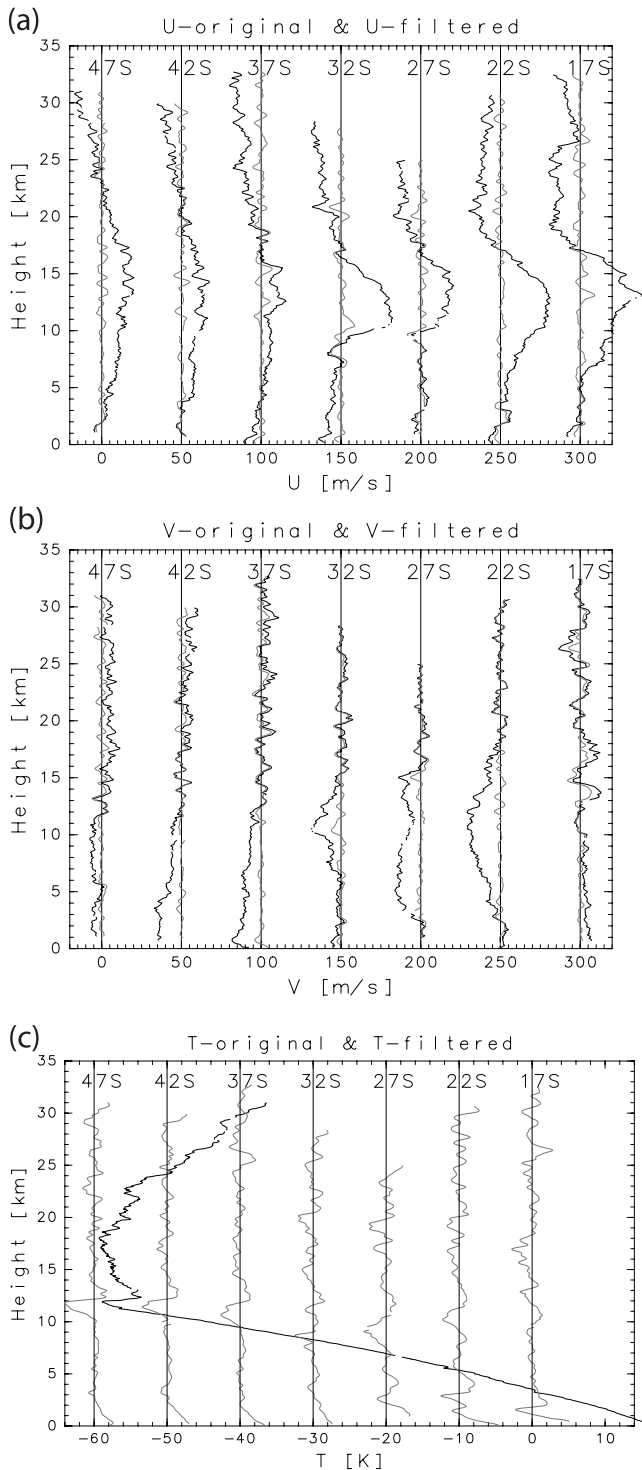 (a)
U-original & U-filtered
47S 42S 37S 32S 27S 22S 17S
35
30
25
20
15
10
5
0
Height [km]
0 50 100 150 200 250 300
U [m/s]
(b)
V-original & V-filtered
47S 42S 37S 32S 27S 22S 17S
35
30
25
20
15
10
5
0
Height [km]
0 50 100 150 200 250 300
V [m/s]
(c)
T-original & T-filtered
47S 42S 37S 32S 27S 22S 17S
35
30
25
20
15
10
5
0
Height [km]
−60 −50 −40 −30 −20 −10 0 10
T [K]